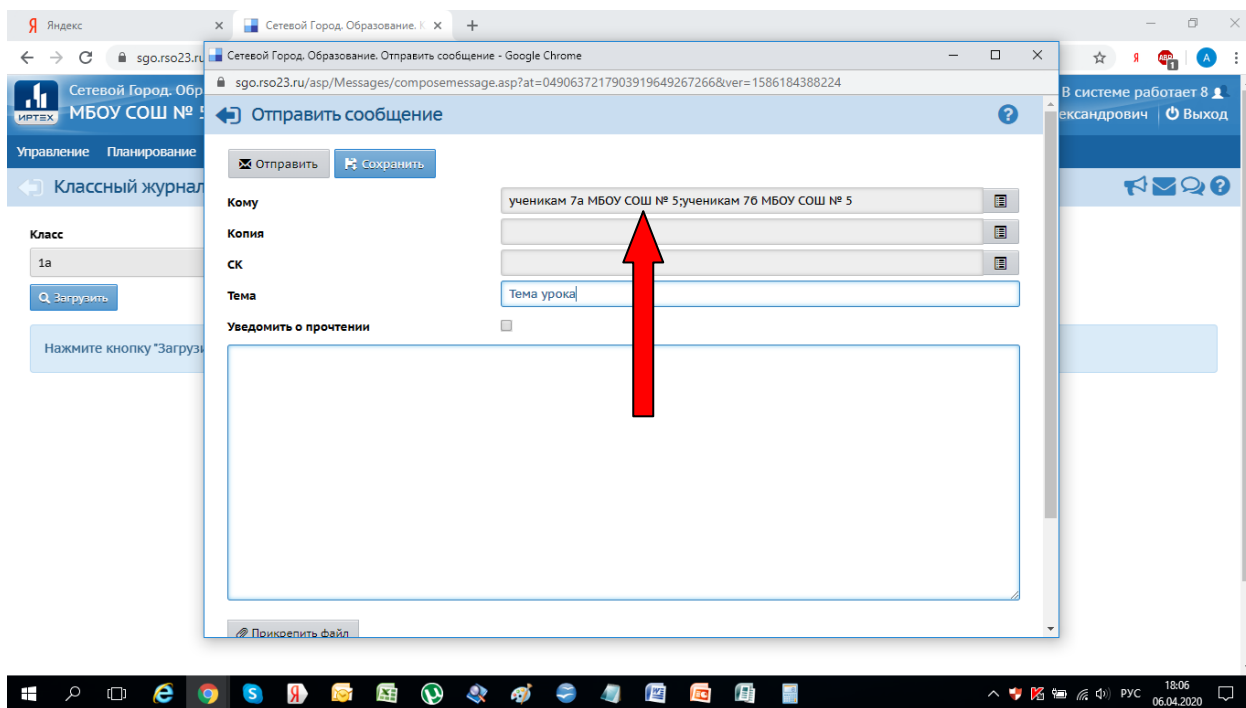 Яндекс
Сетевой Город. Образование. К
sgo.rso23.ru
Сетевой Город. Образование. Отправить сообщение - Google Chrome
sgo.rso23.ru/asp/Messages/composemessage.asp?at=049063721790391964926726&ver=1586184388224
ABP
1
A
ИРТЕХ
Сетевой Город. Обр
МБОУ СОШ № 5
В системе работает 8
ександрович
Выход
Отправить сообщение
Управление Планирование
Классный журнал
Отправить
Сохранить
Кому
ученикам 7а МБОУ СОШ № 5;ученикам 7б МБОУ СОШ № 5
Копия
СК
Тема
Тема урока
Уведомить о прочтении
Класс
1а
Загрузить
Нажмите кнопку "Загрузи
Прикрепить файл
РУС
18:06
06.04.2020